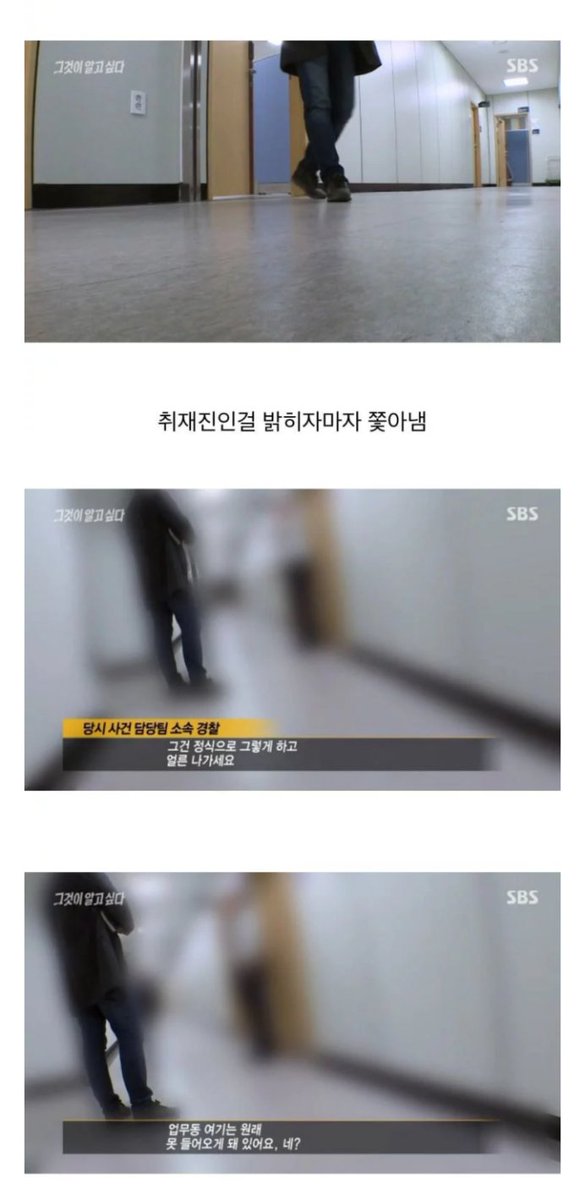 그것이 알고 싶다
SBS
취재진인걸 밝히자마자 쫓아냄
그것이 알고 싶다
SBS
당시 사건 담당팀 소속 경찰
그건 정식으로 그렇게 하고
얼른 나가세요
그것이 알고 싶다
SBS
업무동 여기는 원래
못 들어오게 돼 있어요, 네?